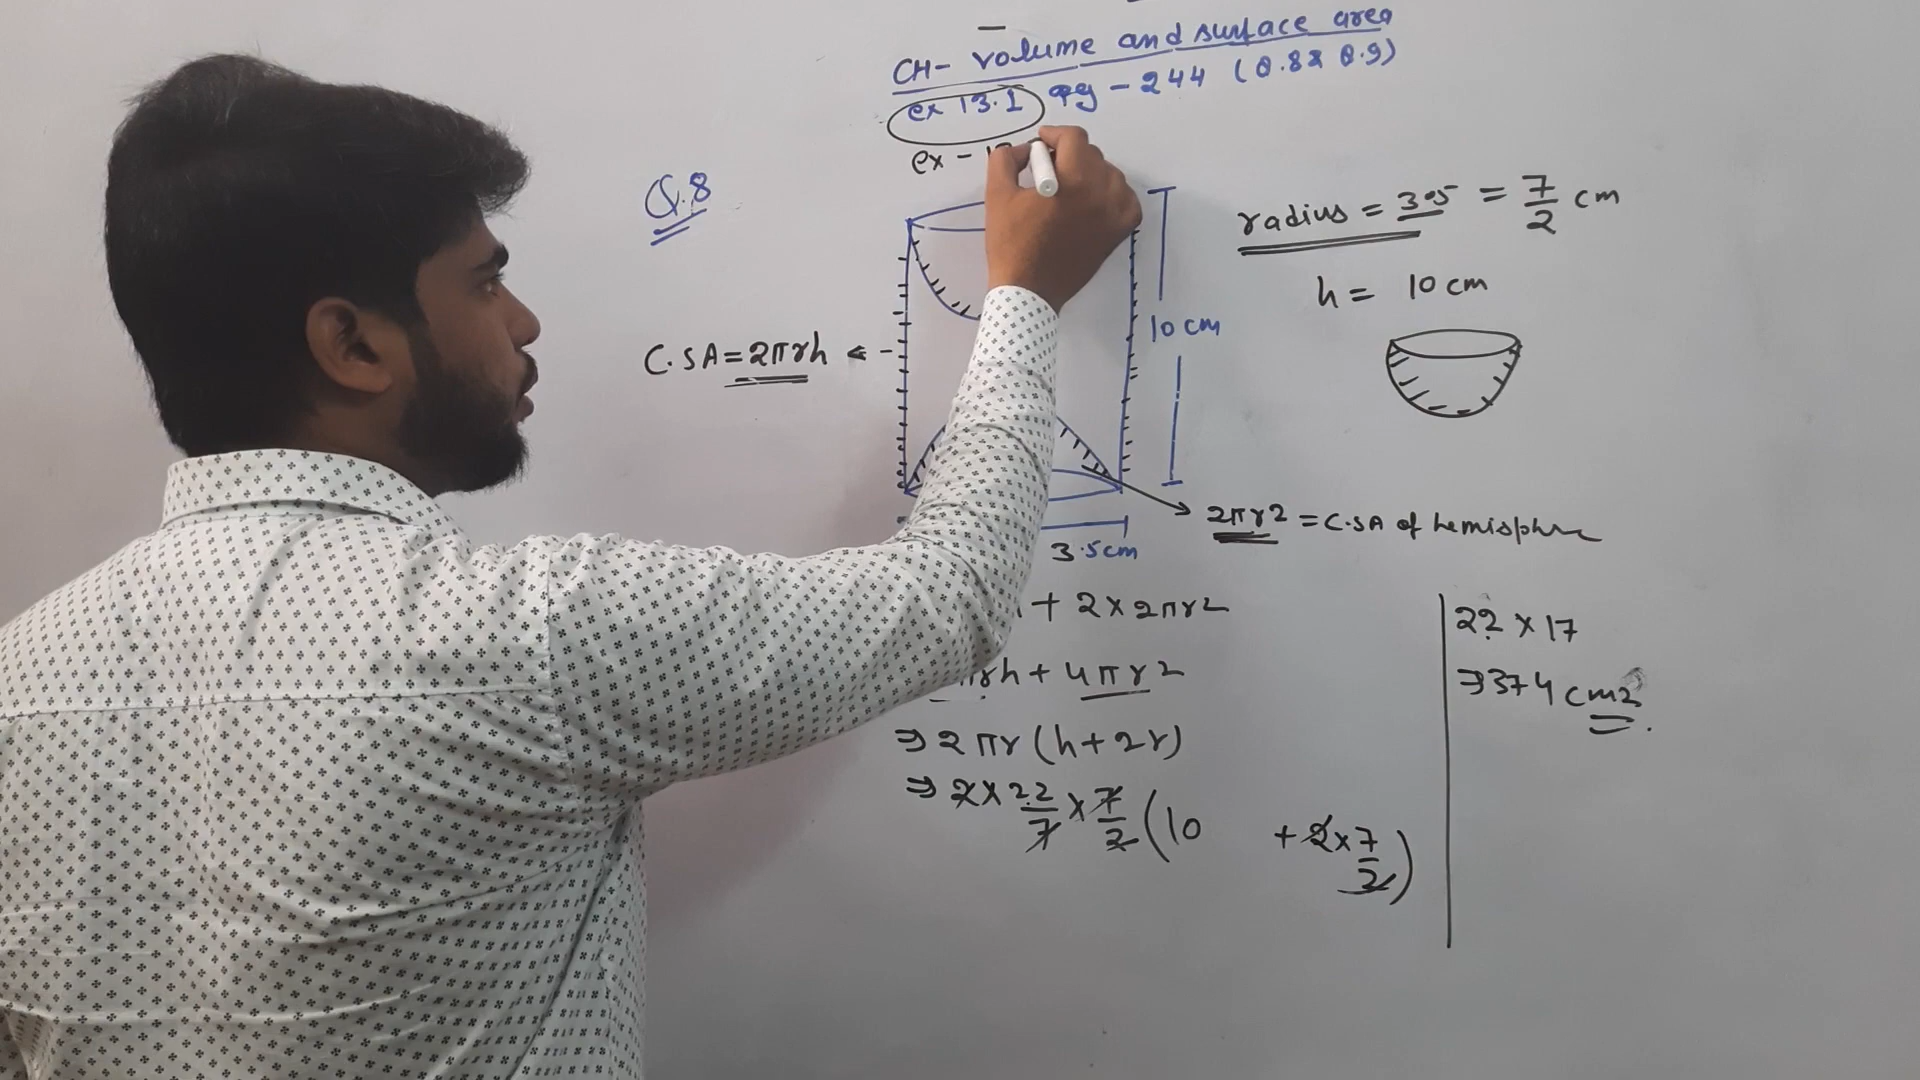 CH- volume and surface area
ex 13.1 pg - 244 (Q.8 & Q.9)
ex -
Q.8
radius = 3.5 = 7/2 cm
h = 10 cm
10 cm
C.SA = 2πrh
2πr2 = C.SA of hemisphre
3.5cm
+ 2 × 2πr2
rh + 4πr2
⇒ 2πr (h+2r)
⇒ 2 × 22/7 × 7/2 (10 + 2 × 7/2)
22 × 17
⇒ 374 cm2.